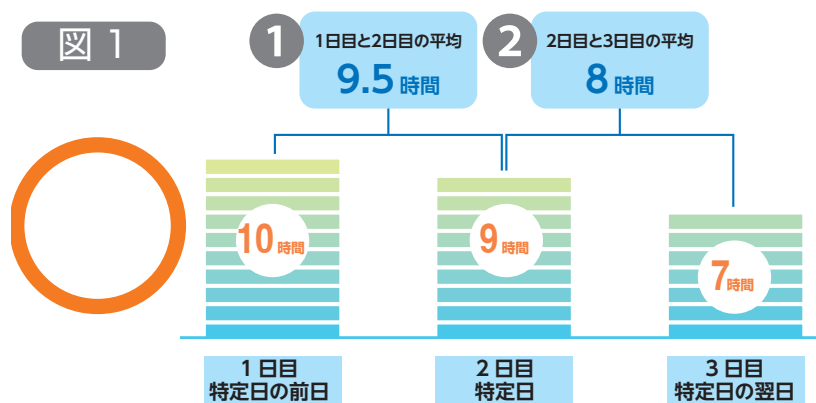 図 1
1
1日目と2日目の平均
9.5 時間
2
2日目と3日目の平均
8 時間
10 時間
9 時間
7 時間
1 日目
特定日の前日
2 日目
特定日
3 日目
特定日の翌日